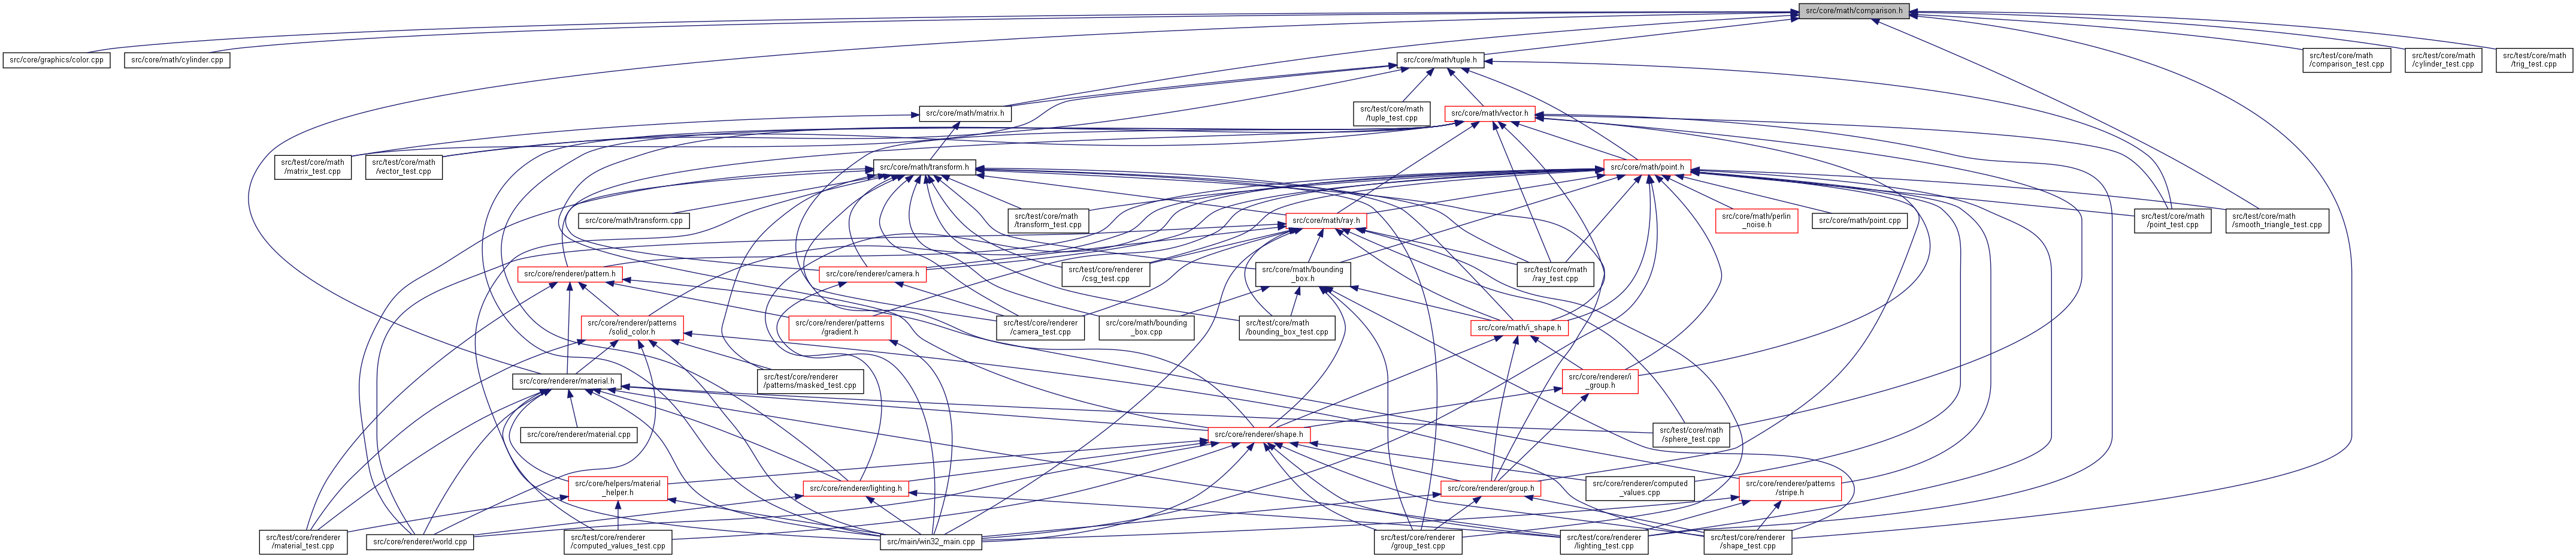 src/core/math/comparison.h
src/core/graphics/color.cpp
src/core/math/cylinder.cpp
src/core/math/tuple.h
src/test/core/math
/comparison_test.cpp
src/test/core/math
/cylinder_test.cpp
src/test/core/math
/trig_test.cpp
src/core/math/matrix.h
src/test/core/math
/tuple_test.cpp
src/core/math/vector.h
src/test/core/math
/matrix_test.cpp
src/test/core/math
/vector_test.cpp
src/core/math/transform.h
src/core/math/point.h
src/core/math/transform.cpp
src/test/core/math
/transform_test.cpp
src/core/math/ray.h
src/core/math/perlin
_noise.h
src/core/math/point.cpp
src/test/core/math
/point_test.cpp
src/test/core/math
/smooth_triangle_test.cpp
src/core/renderer/pattern.h
src/core/renderer/camera.h
src/test/core/renderer
/csg_test.cpp
src/core/math/bounding
_box.h
src/test/core/math
/ray_test.cpp
src/core/renderer/patterns
/solid_color.h
src/core/renderer/patterns
/gradient.h
src/test/core/renderer
/camera_test.cpp
src/core/math/bounding
_box.cpp
src/test/core/math
/bounding_box_test.cpp
src/core/math/i_shape.h
src/core/renderer/material.h
src/test/core/renderer
/patterns/masked_test.cpp
src/core/renderer/i
_group.h
src/core/renderer/material.cpp
src/core/renderer/shape.h
src/test/core/math
/sphere_test.cpp
src/core/helpers/material
_helper.h
src/core/renderer/lighting.h
src/core/renderer/group.h
src/core/renderer/computed
_values.cpp
src/core/renderer/patterns
/stripe.h
src/test/core/renderer
/material_test.cpp
src/core/renderer/world.cpp
src/test/core/renderer
/computed_values_test.cpp
src/main/win32_main.cpp
src/test/core/renderer
/group_test.cpp
src/test/core/renderer
/lighting_test.cpp
src/test/core/renderer
/shape_test.cpp